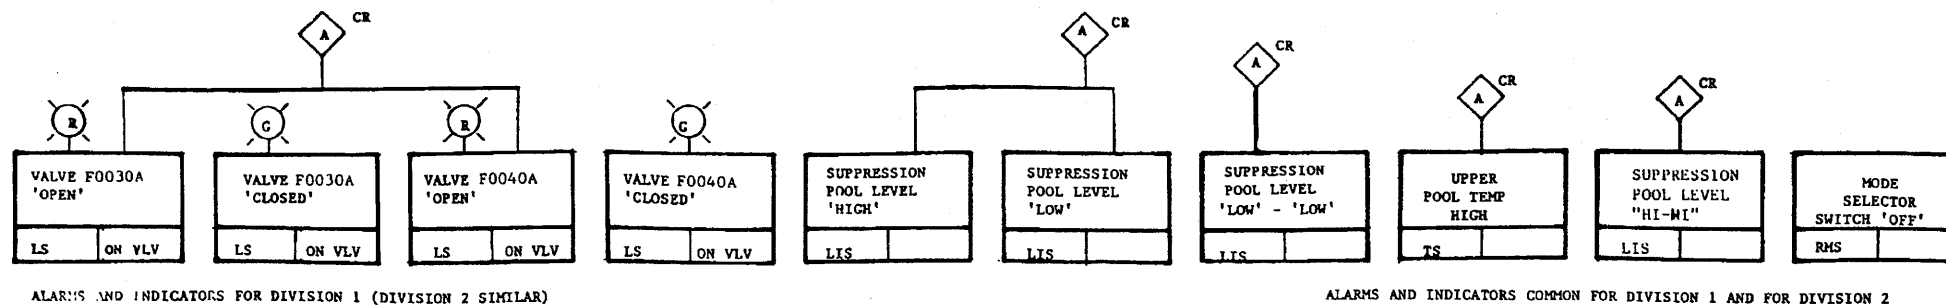 A CR
A CR
A CR
A CR
A CR
R
G
R
G
VALVE F0030A
'OPEN'
LS ON VLV
VALVE F0030A
'CLOSED'
LS ON VLV
VALVE F0040A
'OPEN'
LS ON VLV
VALVE F0040A
'CLOSED'
LS ON VLV
SUPPRESSION
POOL LEVEL
'HIGH'
LIS
SUPPRESSION
POOL LEVEL
'LOW'
LIS
SUPPRESSION
POOL LEVEL
'LOW' - 'LOW'
LIS
UPPER
POOL TEMP
HIGH
TS
SUPPRESSION
POOL LEVEL
"HI-HI"
LIS
MODE
SELECTOR
SWITCH 'OFF'
RMS
ALARMS AND INDICATORS FOR DIVISION 1 (DIVISION 2 SIMILAR)
ALARMS AND INDICATORS COMMON FOR DIVISION 1 AND FOR DIVISION 2